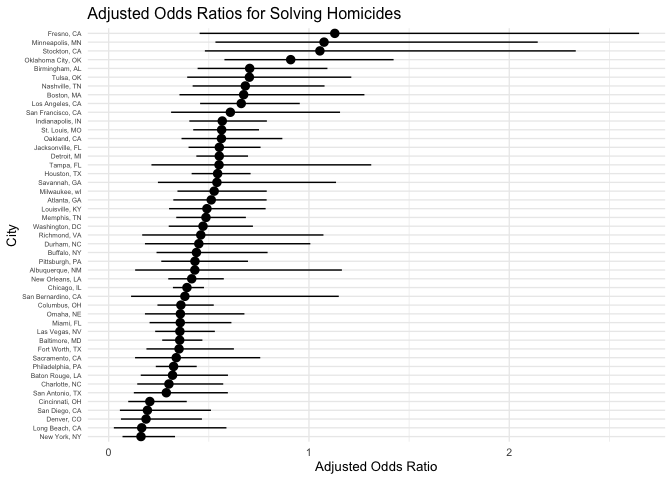 Adjusted Odds Ratios for Solving Homicides
City
Fresno, CA
Minneapolis, MN
Stockton, CA
Oklahoma City, OK
Birmingham, AL
Tulsa, OK
Nashville, TN
Boston, MA
Los Angeles, CA
San Francisco, CA
Indianapolis, IN
St. Louis, MO
Oakland, CA
Jacksonville, FL
Detroit, MI
Tampa, FL
Houston, TX
Savannah, GA
Milwaukee, wI
Atlanta, GA
Louisville, KY
Memphis, TN
Washington, DC
Richmond, VA
Durham, NC
Buffalo, NY
Pittsburgh, PA
Albuquerque, NM
New Orleans, LA
Chicago, IL
San Bernardino, CA
Columbus, OH
Omaha, NE
Miami, FL
Las Vegas, NV
Baltimore, MD
Fort Worth, TX
Sacramento, CA
Philadelphia, PA
Baton Rouge, LA
Charlotte, NC
San Antonio, TX
Cincinnati, OH
San Diego, CA
Denver, CO
Long Beach, CA
New York, NY
0 1 2
Adjusted Odds Ratio